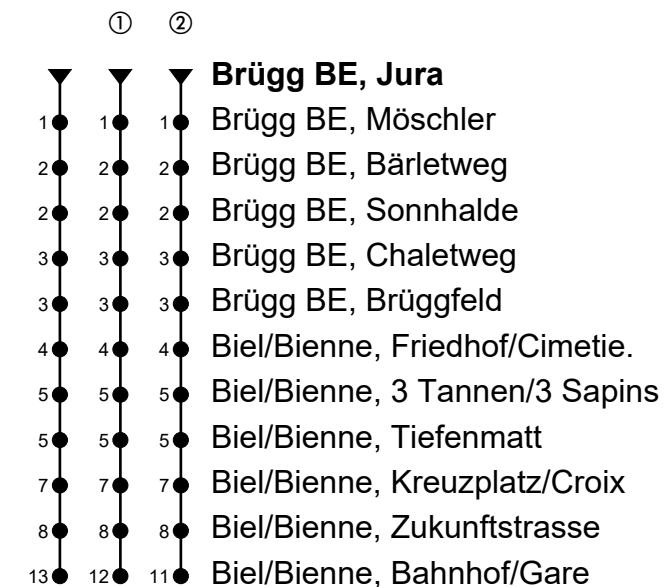 ① ②
Brügg BE, Jura
1 1 1 Brügg BE, Möschler
2 2 2 Brügg BE, Bärletweg
2 2 2 Brügg BE, Sonnhalde
3 3 3 Brügg BE, Chaletweg
3 3 3 Brügg BE, Brüggfeld
4 4 4 Biel/Bienne, Friedhof/Cimetie.
5 5 5 Biel/Bienne, 3 Tannen/3 Sapins
5 5 5 Biel/Bienne, Tiefenmatt
7 7 7 Biel/Bienne, Kreuzplatz/Croix
8 8 8 Biel/Bienne, Zukunftstrasse
13 12 11 Biel/Bienne, Bahnhof/Gare